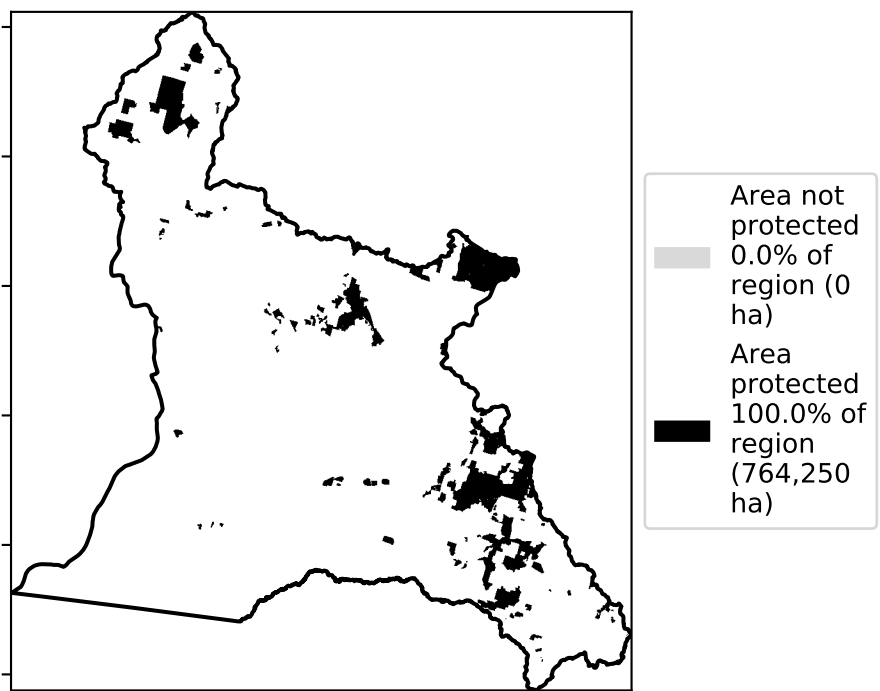 Area not
protected
0.0% of
region (0
ha)
Area
protected
100.0% of
region
(764,250
ha)